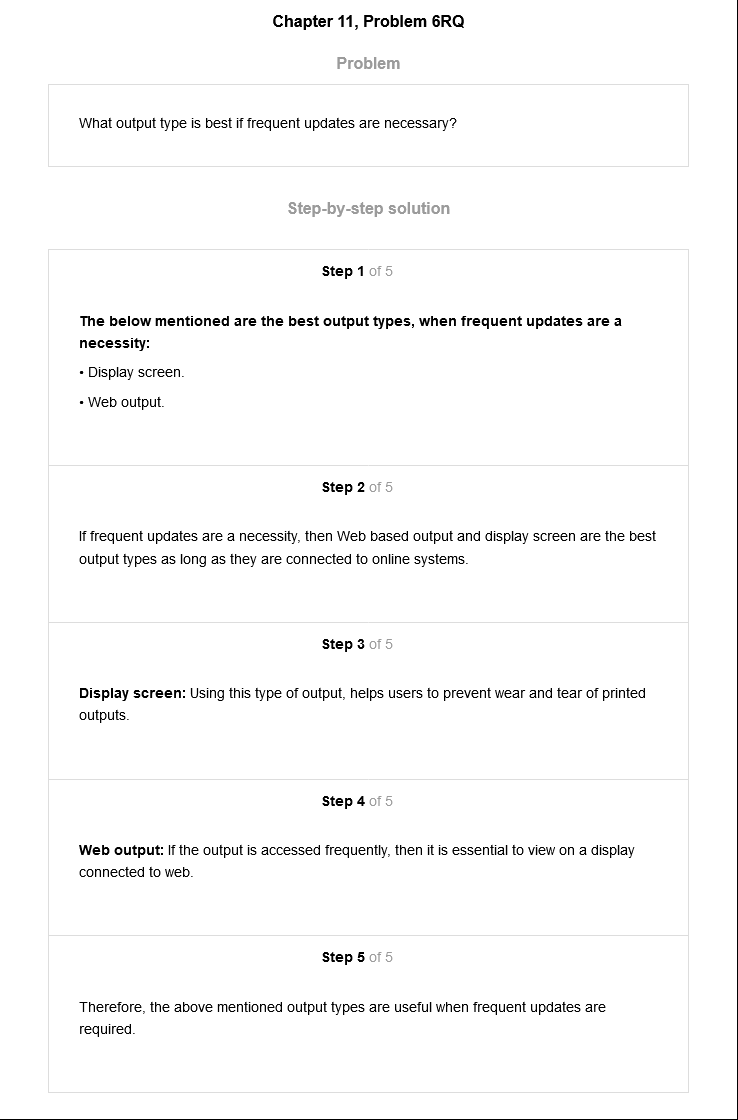 Chapter 11, Problem 6RQ
Problem
What output type is best if frequent updates are necessary?
Step-by-step solution
Step 1 of 5
The below mentioned are the best output types, when frequent updates are a
necessity:
• Display screen.
• Web output.
Step 2 of 5
If frequent updates are a necessity, then Web based output and display screen are the best
output types as long as they are connected to online systems.
Step 3 of 5
Display screen: Using this type of output, helps users to prevent wear and tear of printed
outputs.
Step 4 of 5
Web output: If the output is accessed frequently, then it is essential to view on a display
connected to web.
Step 5 of 5
Therefore, the above mentioned output types are useful when frequent updates are
required.